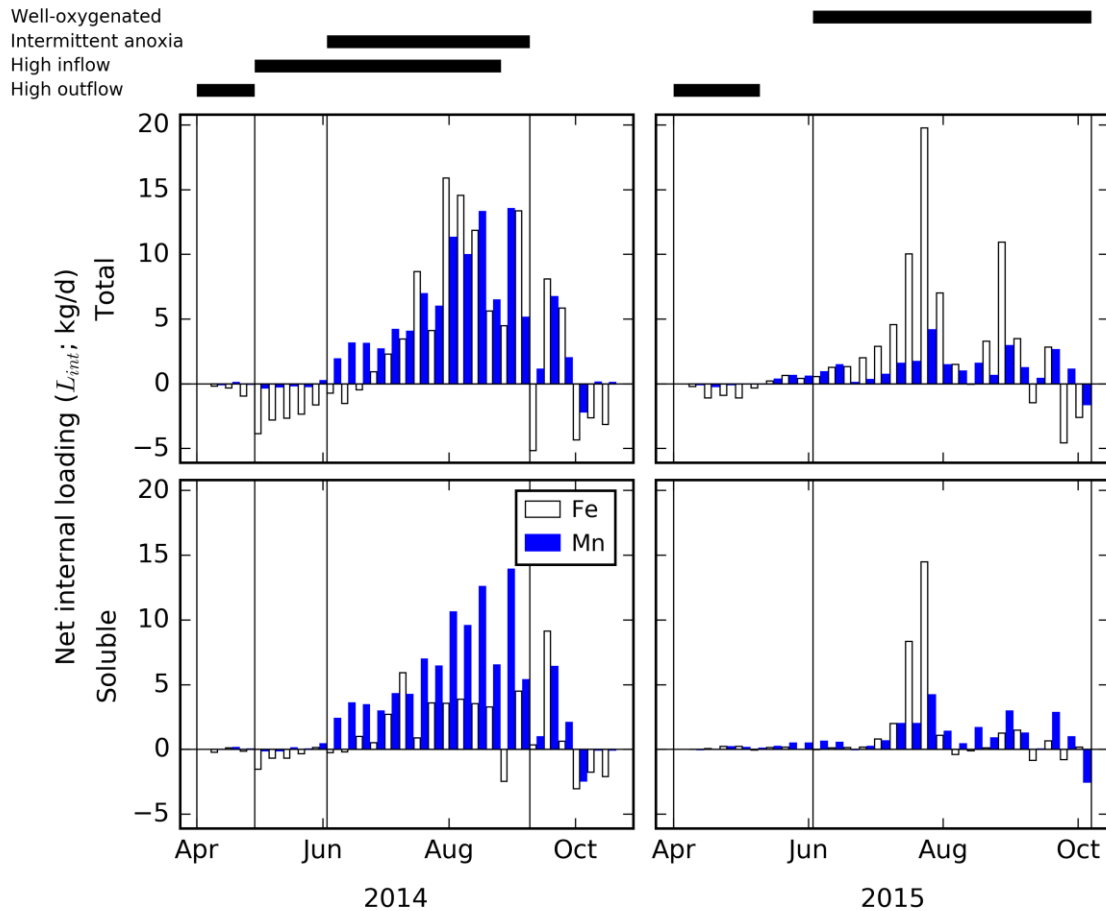 Well-oxygenated
Intermittent anoxia
High inflow
High outflow
Net internal loading (L_int; kg/d)
Total
20
15
10
5
0
−5
Soluble
20
15
10
5
0
−5
Fe
Mn
Apr Jun Aug Oct Apr Jun Aug Oct
2014 2015